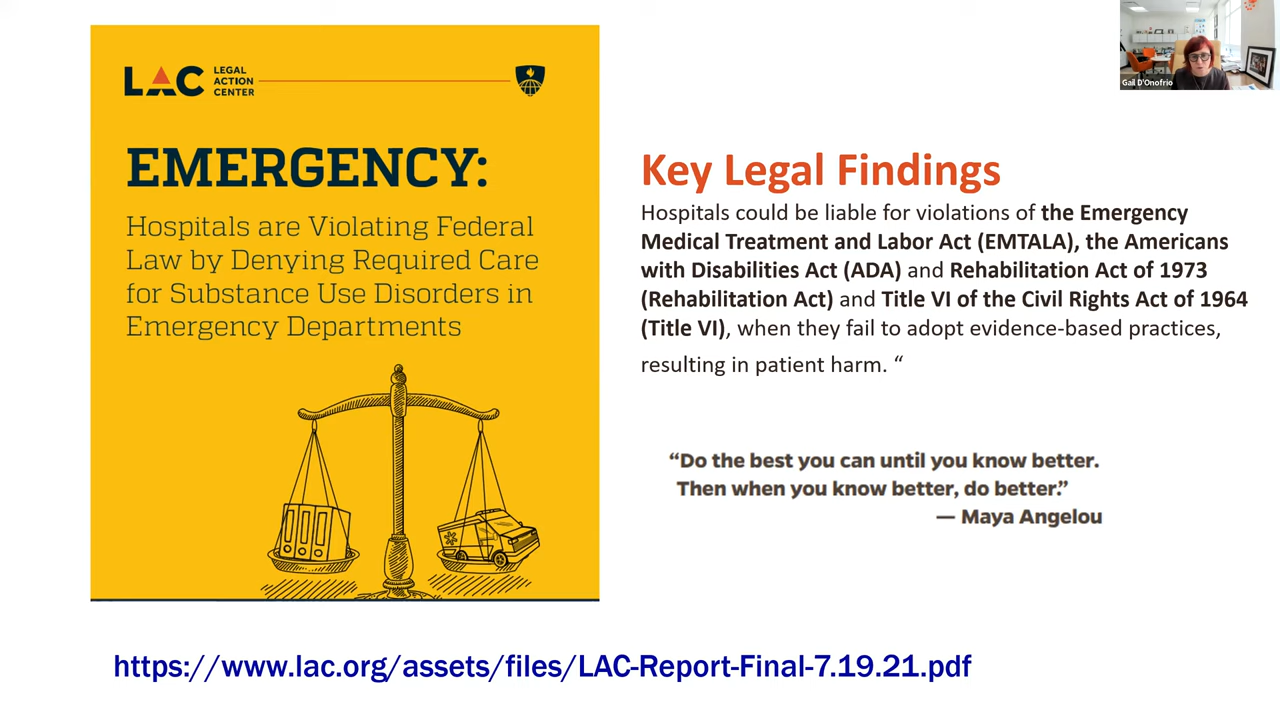 LAC LEGAL
ACTION
CENTER
EMERGENCY:
Hospitals are Violating Federal
Law by Denying Required Care
for Substance Use Disorders in
Emergency Departments
Gail D'Onofrio
Key Legal Findings
Hospitals could be liable for violations of the Emergency
Medical Treatment and Labor Act (EMTALA), the Americans
with Disabilities Act (ADA) and Rehabilitation Act of 1973
(Rehabilitation Act) and Title VI of the Civil Rights Act of 1964
(Title VI), when they fail to adopt evidence-based practices,
resulting in patient harm. “
“Do the best you can until you know better.
Then when you know better, do better.”
— Maya Angelou
https://www.lac.org/assets/files/LAC-Report-Final-7.19.21.pdf